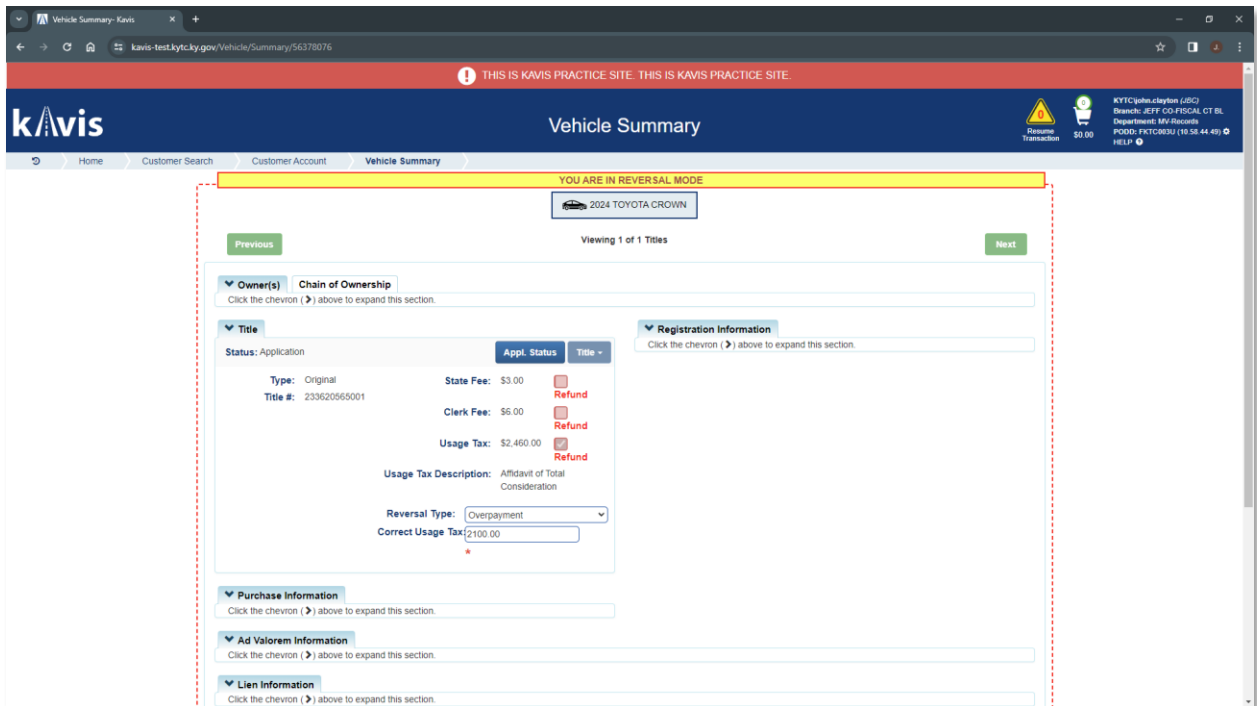 Vehicle Summary- Kavis
kavis-test.kytc.ky.gov/Vehicle/Summary/56378076
THIS IS KAVIS PRACTICE SITE. THIS IS KAVIS PRACTICE SITE.
kavis
Vehicle Summary
0
Resume Transaction
0
$0.00
KYTC\john.clayton (JBC)
Branch: JEFF CO-FISCAL CT BL
Department: MV-Records
PODD: FKTC003U (10.58.44.49)
HELP
Home
Customer Search
Customer Account
Vehicle Summary
YOU ARE IN REVERSAL MODE
2024 TOYOTA CROWN
Previous
Viewing 1 of 1 Titles
Next
Owner(s) Chain of Ownership
Click the chevron (❯) above to expand this section.
Title
Status: Application
Appl. Status
Title
Type: Original
Title #: 233620565001
State Fee: $3.00
Refund
Clerk Fee: $6.00
Refund
Usage Tax: $2,460.00
Refund
Usage Tax Description: Affidavit of Total
Consideration
Reversal Type: Overpayment
Correct Usage Tax: 2100.00
*
Registration Information
Click the chevron (❯) above to expand this section.
Purchase Information
Click the chevron (❯) above to expand this section.
Ad Valorem Information
Click the chevron (❯) above to expand this section.
Lien Information
Click the chevron (❯) above to expand this section.